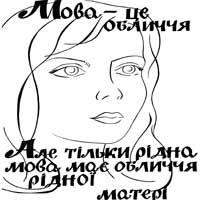 Мова – це
обличчя
Але тільки рідна
мова має обличчя
рідної
матері